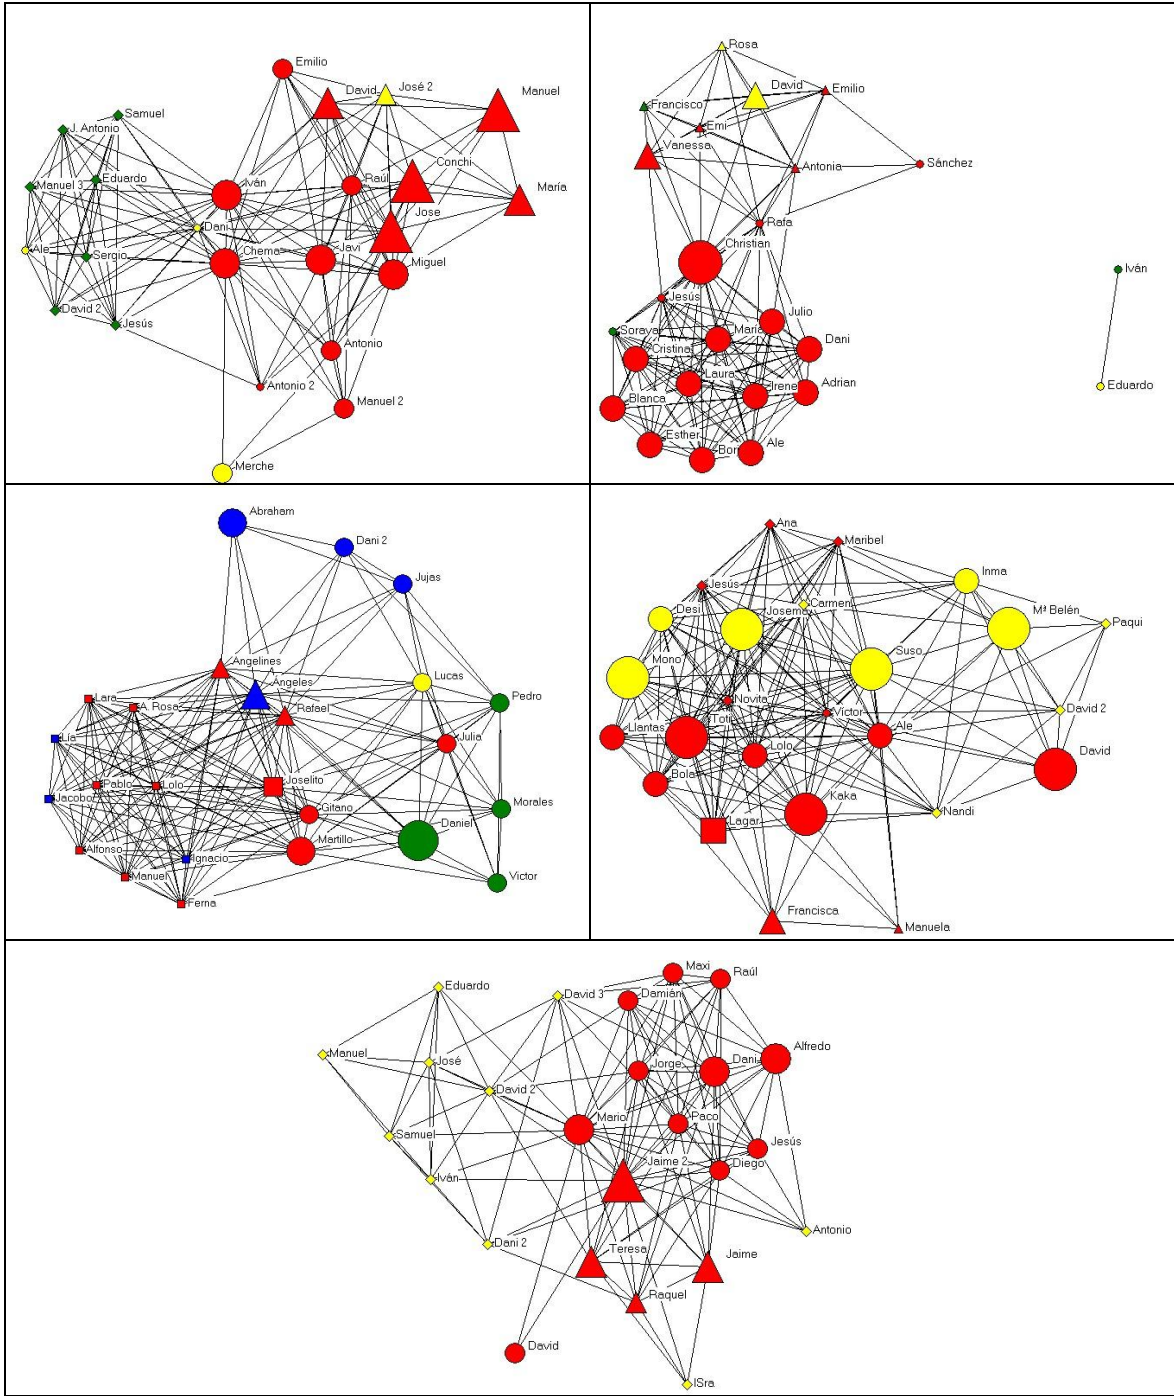 Emilio
David
José 2
Manuel
Samuel
J. Antonio
Conchi
Eduardo
Manuel 3
Iván
Raúl
María
Jose
Dani
Ale
Sergio
Chema
Javi
Miguel
David 2
Jesús
Antonio
Antonio 2
Manuel 2
Merche
Rosa
David
Emilio
Francisco
Emi
Vanessa
Antonia
Sánchez
Rafa
Christian
Iván
Jesús
Julio
Soraya
María
Dani
Cristina
Laura
Irene
Adrian
Eduardo
Blanca
Esther
Ale
Abraham
Dani 2
Jujas
Angelines
Angeles
Lucas
Pedro
Lara
A. Rosa
Rafael
Lía
Julia
Pablo
Lolo
Joselito
Jacobo
Gitano
Morales
Daniel
Martillo
Alfonso
Ignacio
Manuel
Victor
Ferna
Ana
Maribel
Inma
Jesús
Carmen
Desi
Josema
Mª Belén
Paqui
Mono
Suso
Novita
Víctor
David 2
Llantas
Toti
Lolo
Ale
David
Bola
Kaka
Nandi
Lagar
Francisca
Manuela
Maxi
Raúl
Eduardo
David 3
Damián
Manuel
José
Jorge
Dani
Alfredo
David 2
Mario
Paco
Samuel
Jesús
Jaime 2
Diego
Iván
Antonio
Dani 2
Teresa
Jaime
Raquel
David
ISra